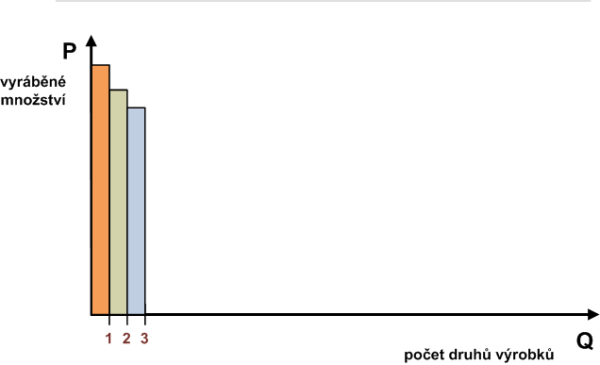 P
vyráběné
množství
1 2 3
Q
počet druhů výrobků